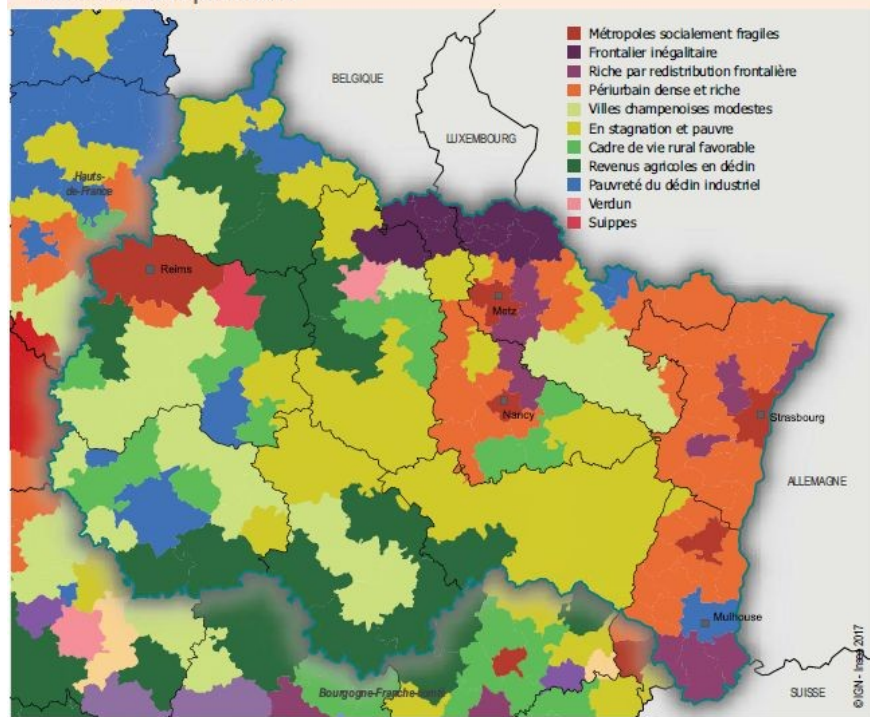 BELGIQUE
LUXEMBOURG
Métropoles socialement fragiles
Frontalier inégalitaire
Riche par redistribution frontalière
Périurbain dense et riche
Villes champenoises modestes
En stagnation et pauvre
Cadre de vie rural favorable
Revenus agricoles en déclin
Pauvreté du déclin industriel
Verdun
Suippes
Hauts-
de-France
Reims
Metz
Nancy
Strasbourg
ALLEMAGNE
Mulhouse
Bourgogne-Franche-Comté
SUISSE
© IGN - Insee 2017